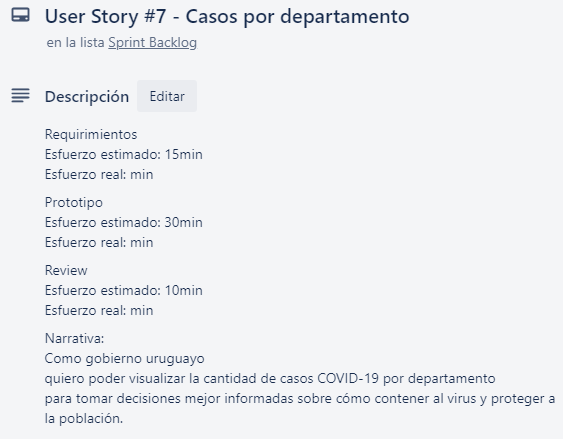 User Story #7 - Casos por departamento
en la lista Sprint Backlog
Descripción Editar
Requirimientos
Esfuerzo estimado: 15min
Esfuerzo real: min
Prototipo
Esfuerzo estimado: 30min
Esfuerzo real: min
Review
Esfuerzo estimado: 10min
Esfuerzo real: min
Narrativa:
Como gobierno uruguayo
quiero poder visualizar la cantidad de casos COVID-19 por departamento
para tomar decisiones mejor informadas sobre cómo contener al virus y proteger a
la población.